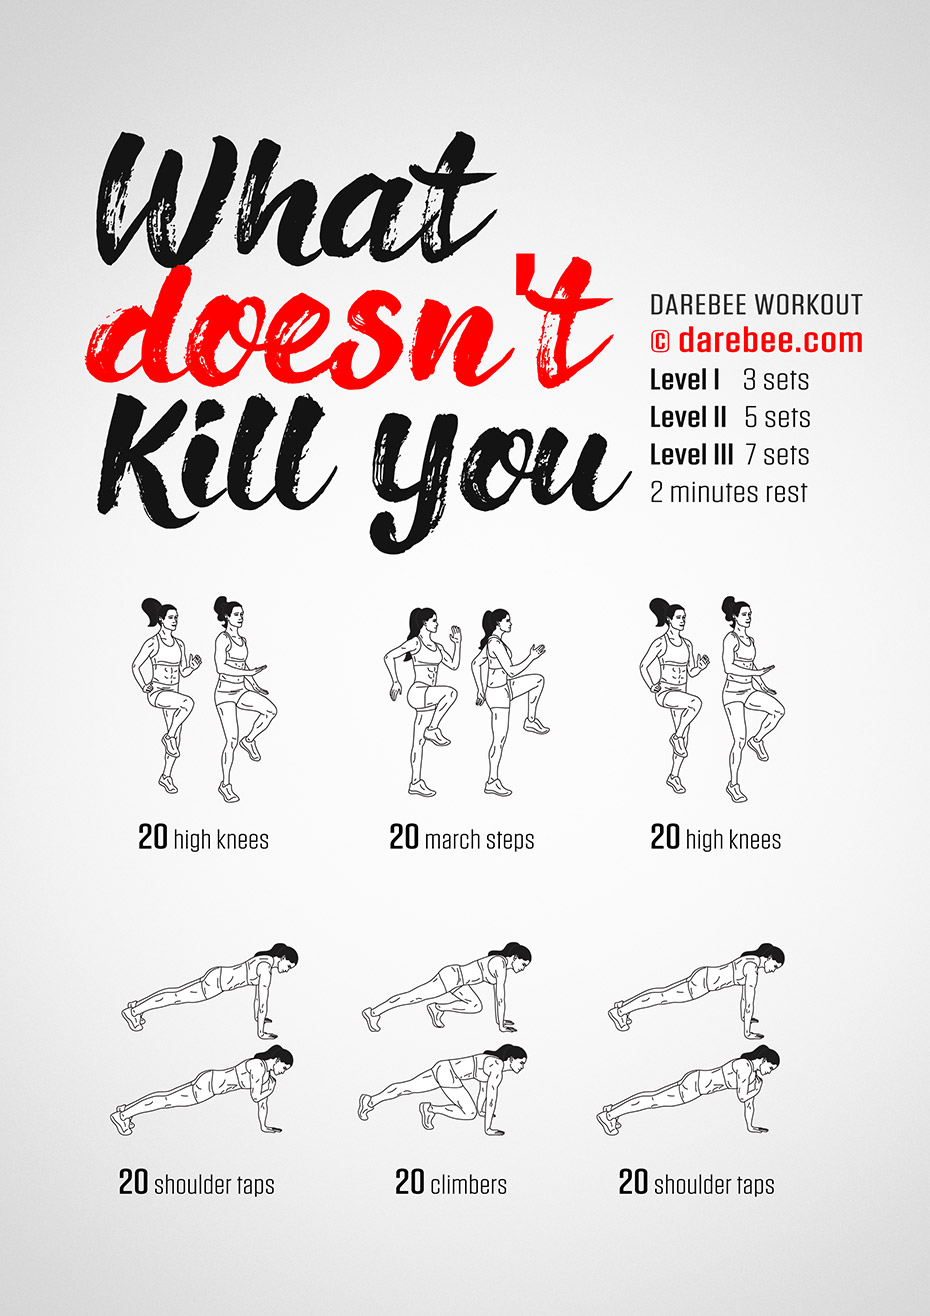 What
doesn't
Kill you
DAREBEE WORKOUT
© darebee.com
Level I 3 sets
Level II 5 sets
Level III 7 sets
2 minutes rest
20 high knees
20 march steps
20 high knees
20 shoulder taps
20 climbers
20 shoulder taps